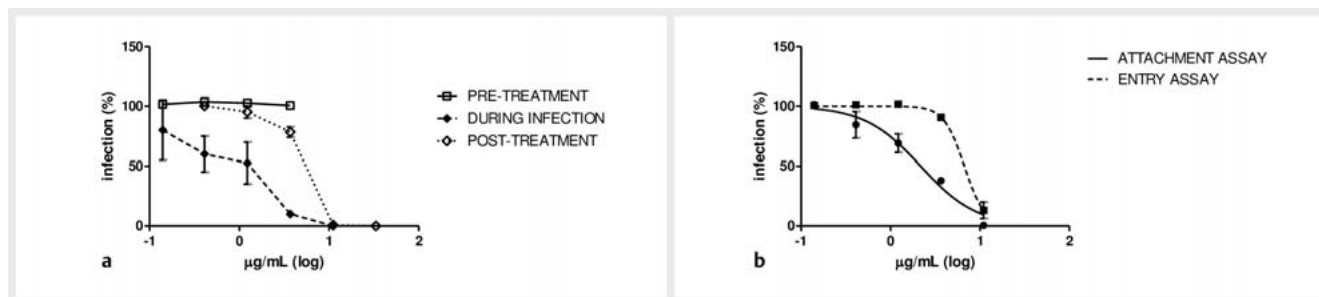 150
100
50
0
infection (%)
-1 0 1 2
µg/mL (log)
a
PRE-TREATMENT
DURING INFECTION
POST-TREATMENT
150
100
50
0
infection (%)
-1 0 1 2
µg/mL (log)
b
ATTACHMENT ASSAY
ENTRY ASSAY